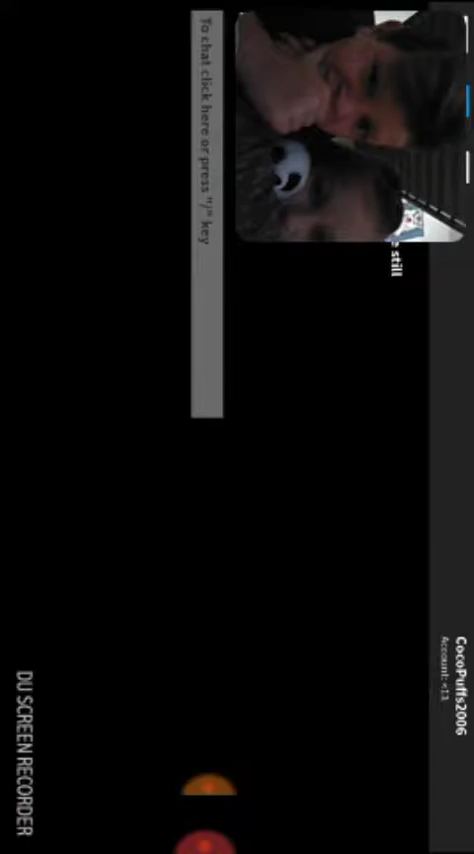 CocoPuffs2006
Account: <13
e still
To chat click here or press "/" key
DU SCREEN RECORDER